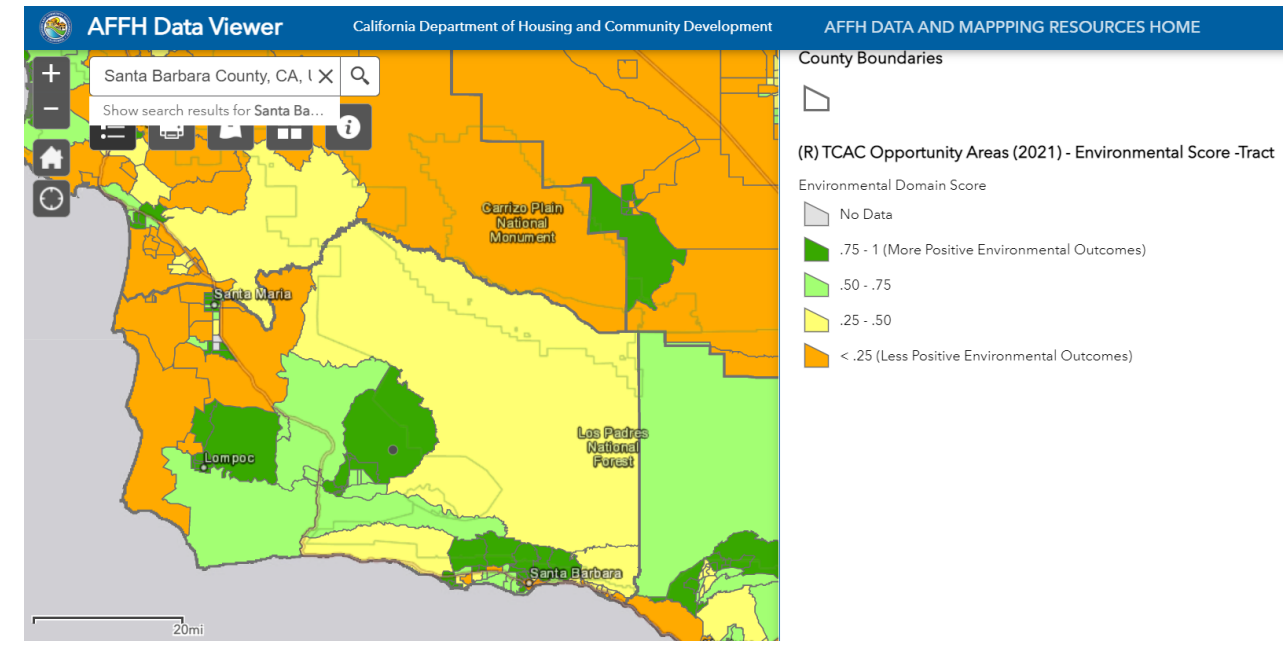 AFFH Data Viewer
California Department of Housing and Community Development
AFFH DATA AND MAPPPING RESOURCES HOME
+
Santa Barbara County, CA, U
Show search results for Santa Ba...
−
i
County Boundaries
(R) TCAC Opportunity Areas (2021) - Environmental Score -Tract
Environmental Domain Score
No Data
.75 - 1 (More Positive Environmental Outcomes)
.50 - .75
.25 - .50
< .25 (Less Positive Environmental Outcomes)
Carrizo Plain
National
Monument
Santa Maria
Los Padres
National
Forest
Lompoc
Santa Barbara
20mi